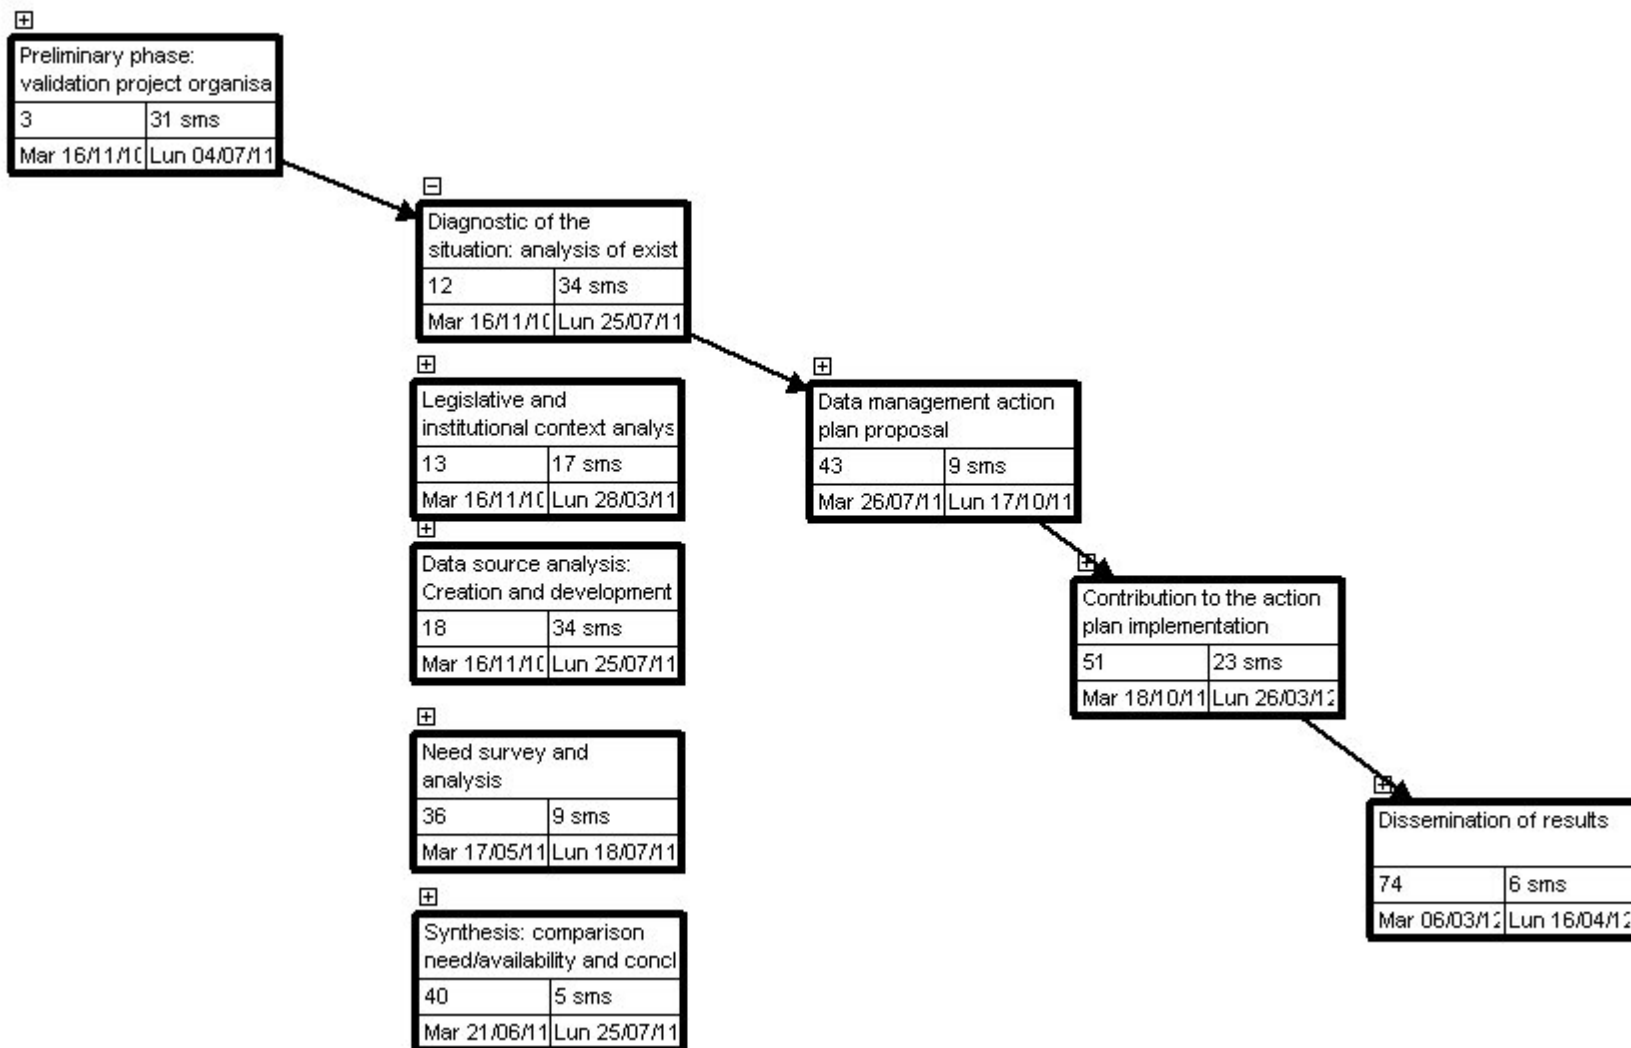 Preliminary phase:
validation project organisa
3 31 sms
Mar 16/11/10 Lun 04/07/11
Diagnostic of the
situation: analysis of exist
12 34 sms
Mar 16/11/10 Lun 25/07/11
Legislative and
institutional context analys
13 17 sms
Mar 16/11/10 Lun 28/03/11
Data source analysis:
Creation and development
18 34 sms
Mar 16/11/10 Lun 25/07/11
Need survey and
analysis
36 9 sms
Mar 17/05/11 Lun 18/07/11
Synthesis: comparison
need/availability and concl
40 5 sms
Mar 21/06/11 Lun 25/07/11
Data management action
plan proposal
43 9 sms
Mar 26/07/11 Lun 17/10/11
Contribution to the action
plan implementation
51 23 sms
Mar 18/10/11 Lun 26/03/12
Dissemination of results
74 6 sms
Mar 06/03/12 Lun 16/04/12